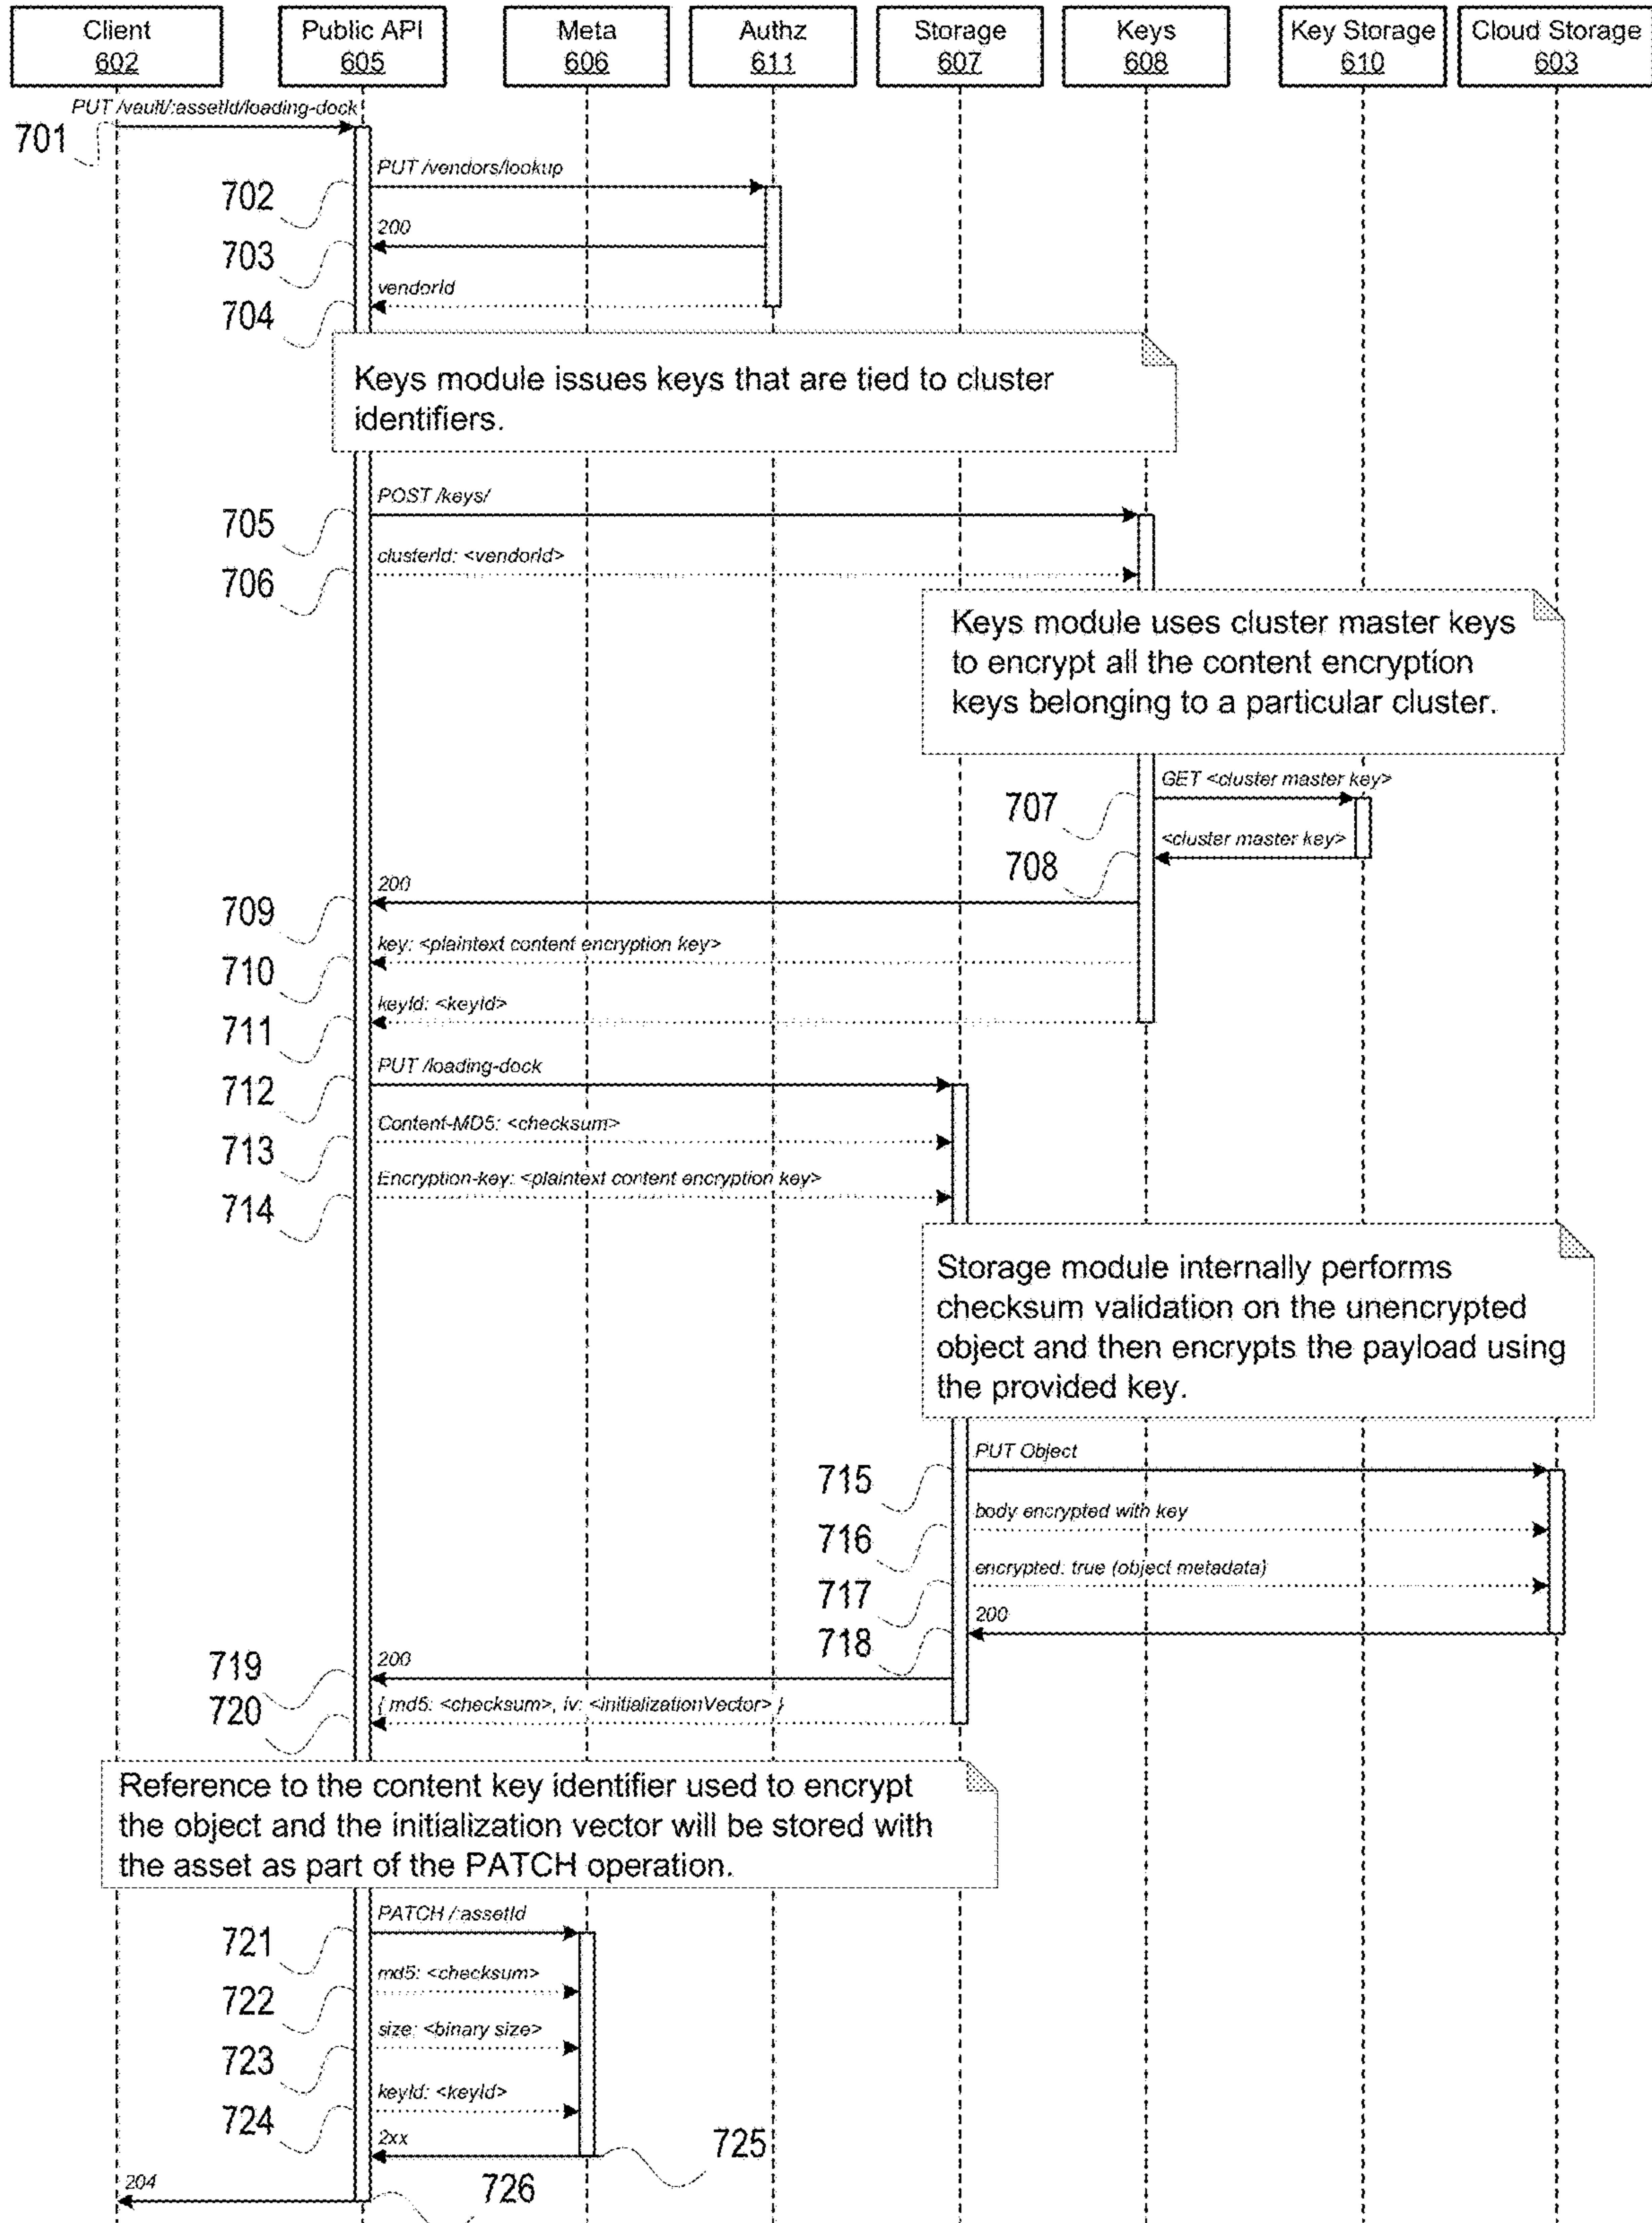 Client
602
Public API
605
Meta
606
Authz
611
Storage
607
Keys
608
Key Storage
610
Cloud Storage
603
PUT /vault/:assetId/loading-dock
701
PUT /vendors/lookup
702
200
703
vendorId
704
Keys module issues keys that are tied to cluster
identifiers.
POST /keys/
705
clusterId: <vendorId>
706
Keys module uses cluster master keys
to encrypt all the content encryption
keys belonging to a particular cluster.
GET <cluster master key>
707
<cluster master key>
708
200
709
key: <plaintext content encryption key>
710
keyId: <keyId>
711
PUT /loading-dock
712
Content-MD5: <checksum>
713
Encryption-key: <plaintext content encryption key>
714
Storage module internally performs
checksum validation on the unencrypted
object and then encrypts the payload using
the provided key.
PUT Object
715
body encrypted with key
716
encrypted: true (object metadata)
717
200
718
200
719
{ md5: <checksum>, iv: <initializationVector> }
720
Reference to the content key identifier used to encrypt
the object and the initialization vector will be stored with
the asset as part of the PATCH operation.
PATCH /:assetId
721
md5: <checksum>
722
size: <binary size>
723
keyId: <keyId>
724
2xx
725
204
726